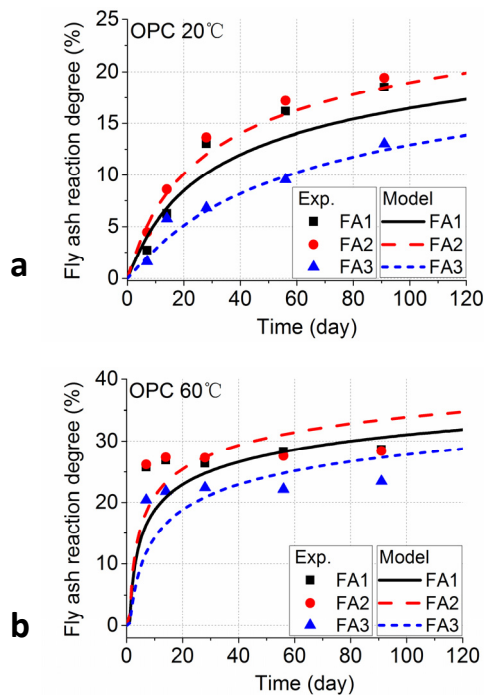 a
OPC 20℃
Fly ash reaction degree (%)
25
20
15
10
5
0
Exp.
FA1
FA2
FA3
Model
FA1
FA2
FA3
0 20 40 60 80 100 120
Time (day)
b
OPC 60℃
Fly ash reaction degree (%)
40
30
20
10
0
Exp.
FA1
FA2
FA3
Model
FA1
FA2
FA3
0 20 40 60 80 100 120
Time (day)